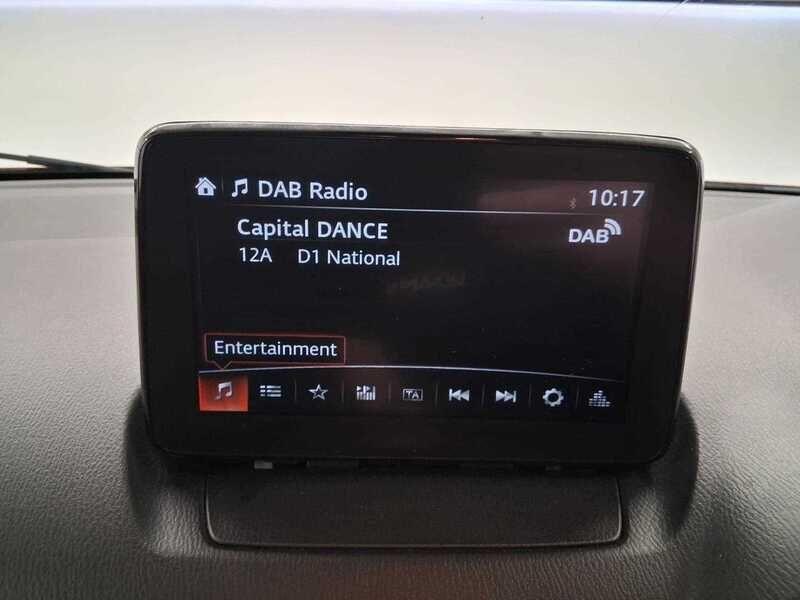 DAB Radio
10:17
Capital DANCE
DAB
12A D1 National
Entertainment
TA